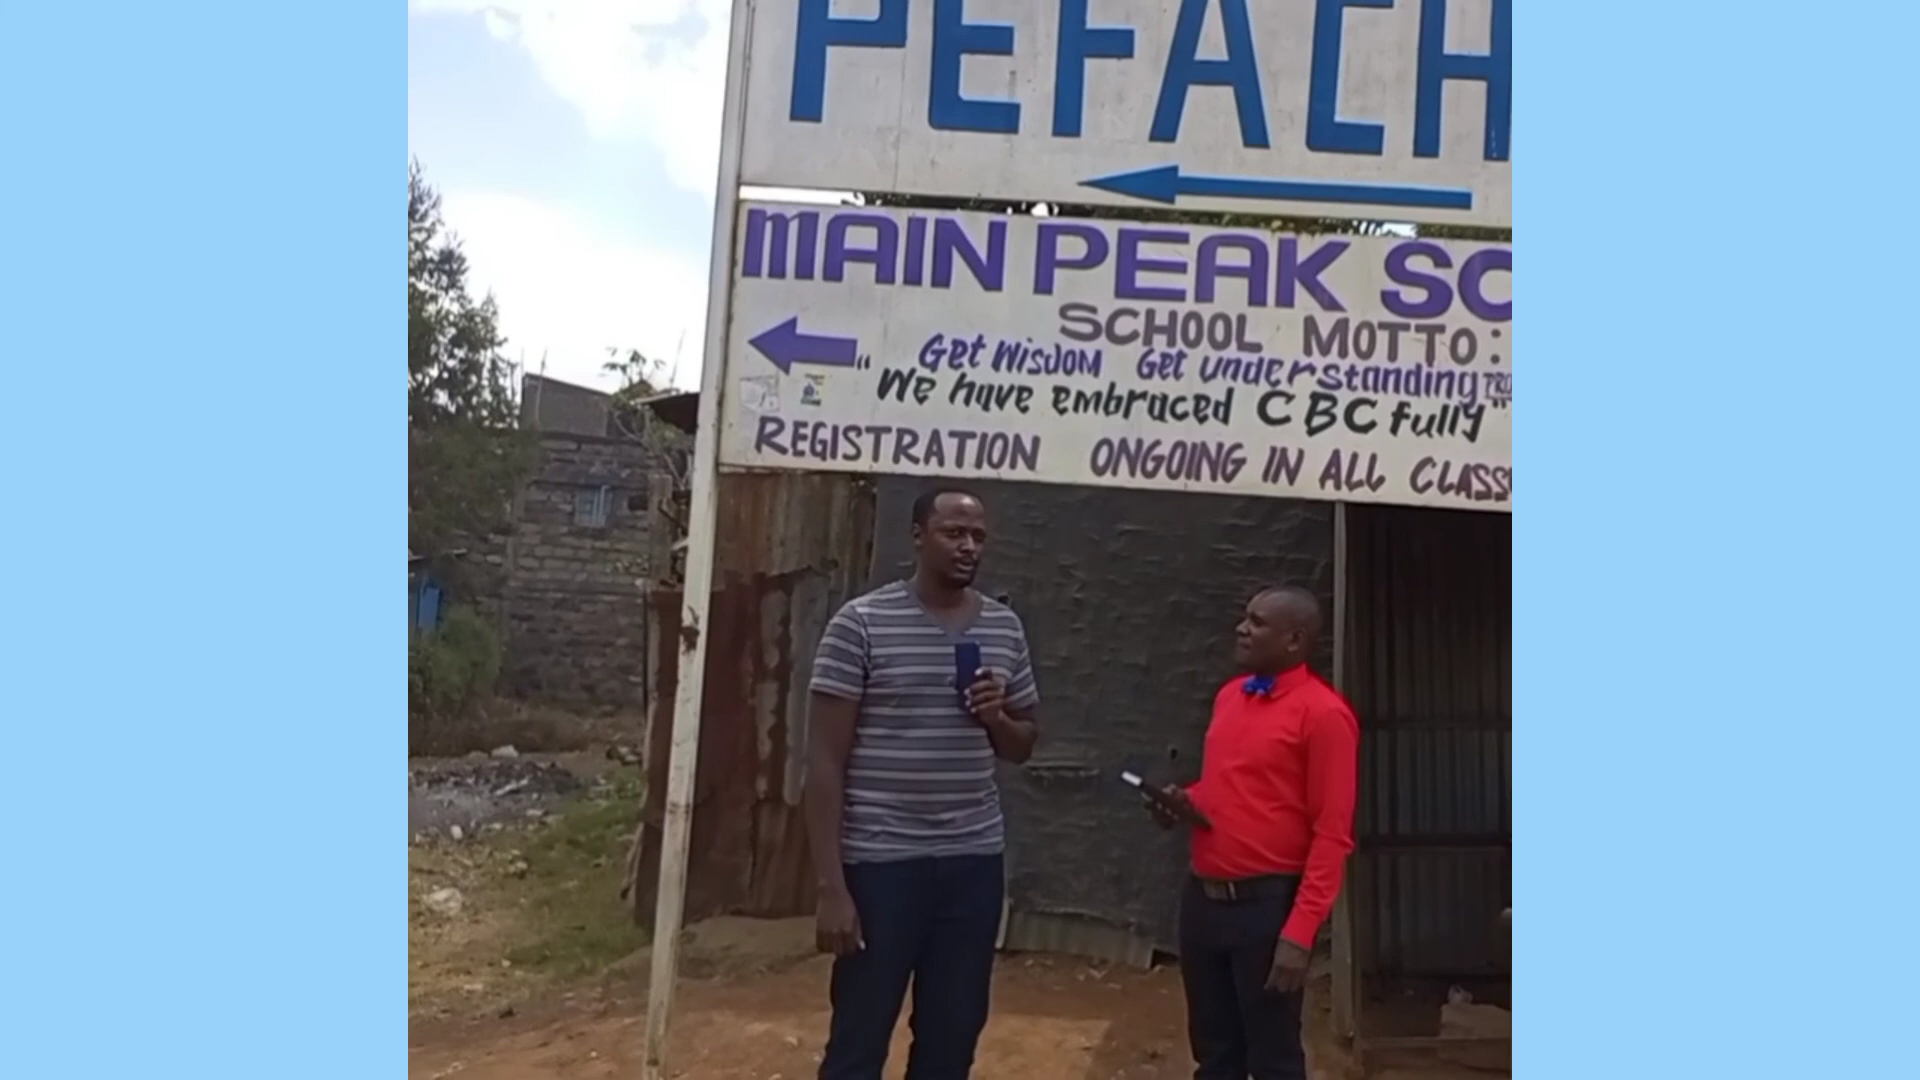 PEFACH
MAIN PEAK SC
SCHOOL MOTTO:
Get WisdOM Get understanding
"We have embraced CBC fully"
REGISTRATION ONGOING IN ALL CLASS